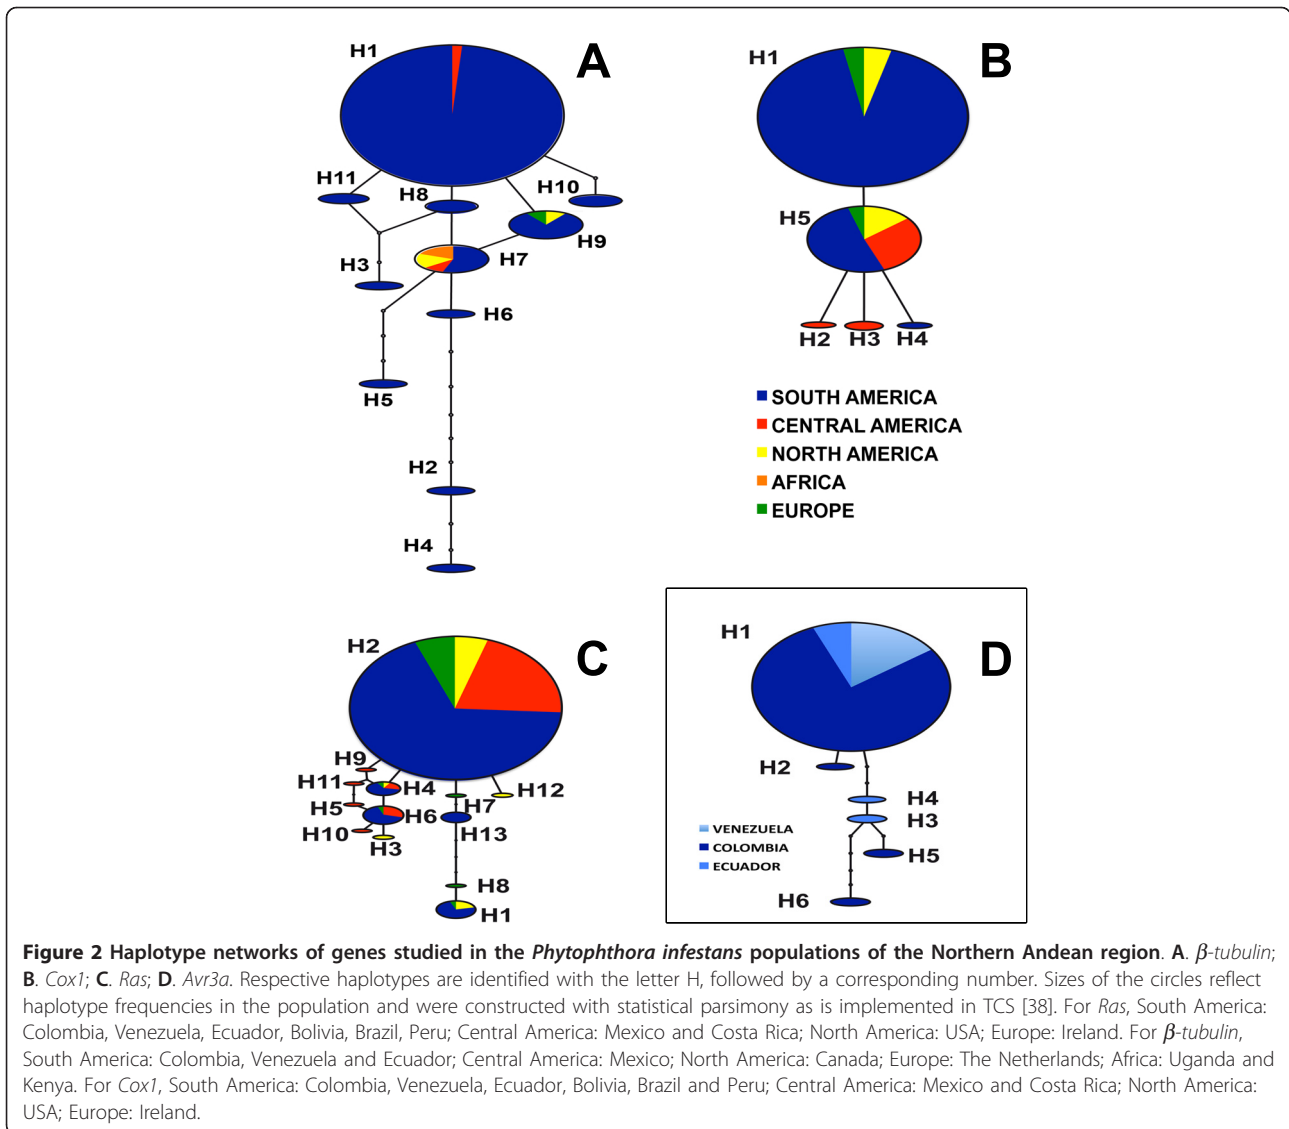 H1
A
H11
H8
H10
H9
H3
H7
H6
H5
H2
H4
H1
B
H5
H2
H3
H4
SOUTH AMERICA
CENTRAL AMERICA
NORTH AMERICA
AFRICA
EUROPE
H2
C
H9
H11
H4
H12
H5
H6
H7
H10
H13
H3
H8
H1
H1
D
H2
H4
H3
H5
H6
VENEZUELA
COLOMBIA
ECUADOR
Figure 2 Haplotype networks of genes studied in the Phytophthora infestans populations of the Northern Andean region. A. β-tubulin;
B. Cox1; C. Ras; D. Avr3a. Respective haplotypes are identified with the letter H, followed by a corresponding number. Sizes of the circles reflect
haplotype frequencies in the population and were constructed with statistical parsimony as is implemented in TCS [38]. For Ras, South America:
Colombia, Venezuela, Ecuador, Bolivia, Brazil, Peru; Central America: Mexico and Costa Rica; North America: USA; Europe: Ireland. For β-tubulin,
South America: Colombia, Venezuela and Ecuador; Central America: Mexico; North America: Canada; Europe: The Netherlands; Africa: Uganda and
Kenya. For Cox1, South America: Colombia, Venezuela, Ecuador, Bolivia, Brazil and Peru; Central America: Mexico and Costa Rica; North America:
USA; Europe: Ireland.